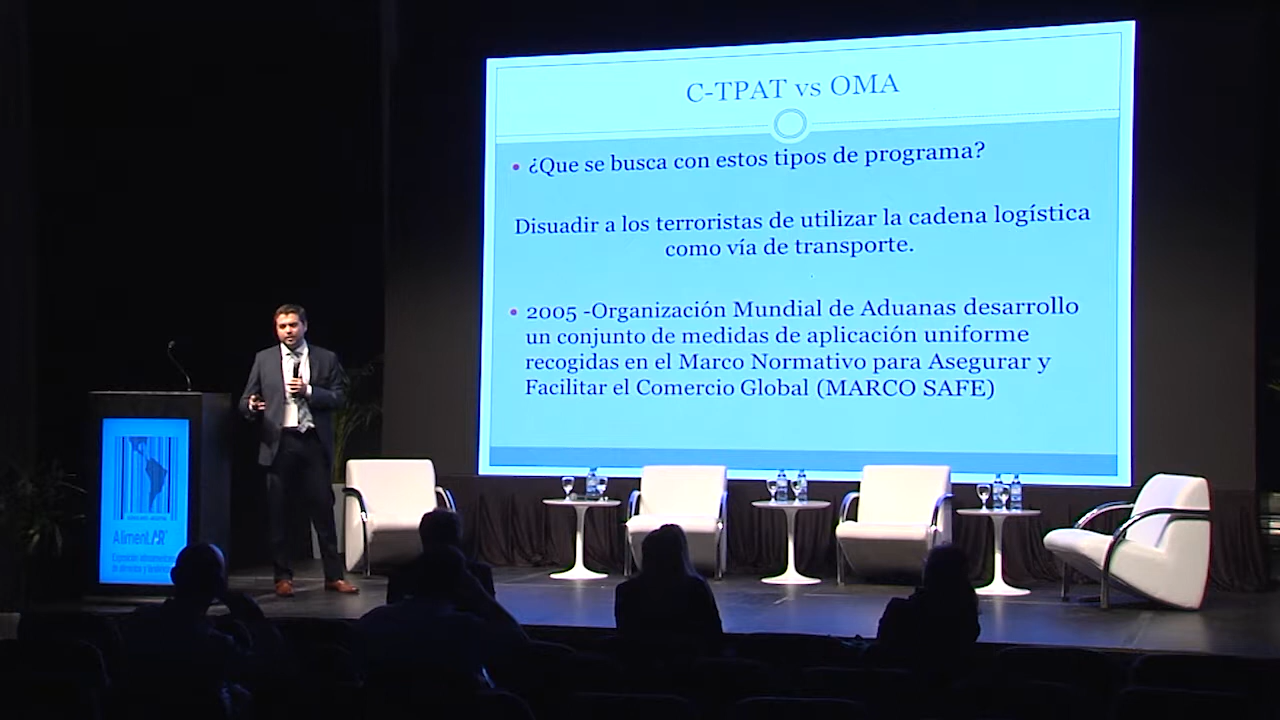 C-TPAT vs OMA
• ¿Que se busca con estos tipos de programa?
Disuadir a los terroristas de utilizar la cadena logística
como vía de transporte.
• 2005 -Organización Mundial de Aduanas desarrollo
un conjunto de medidas de aplicación uniforme
recogidas en el Marco Normativo para Asegurar y
Facilitar el Comercio Global (MARCO SAFE)
AlimentAR